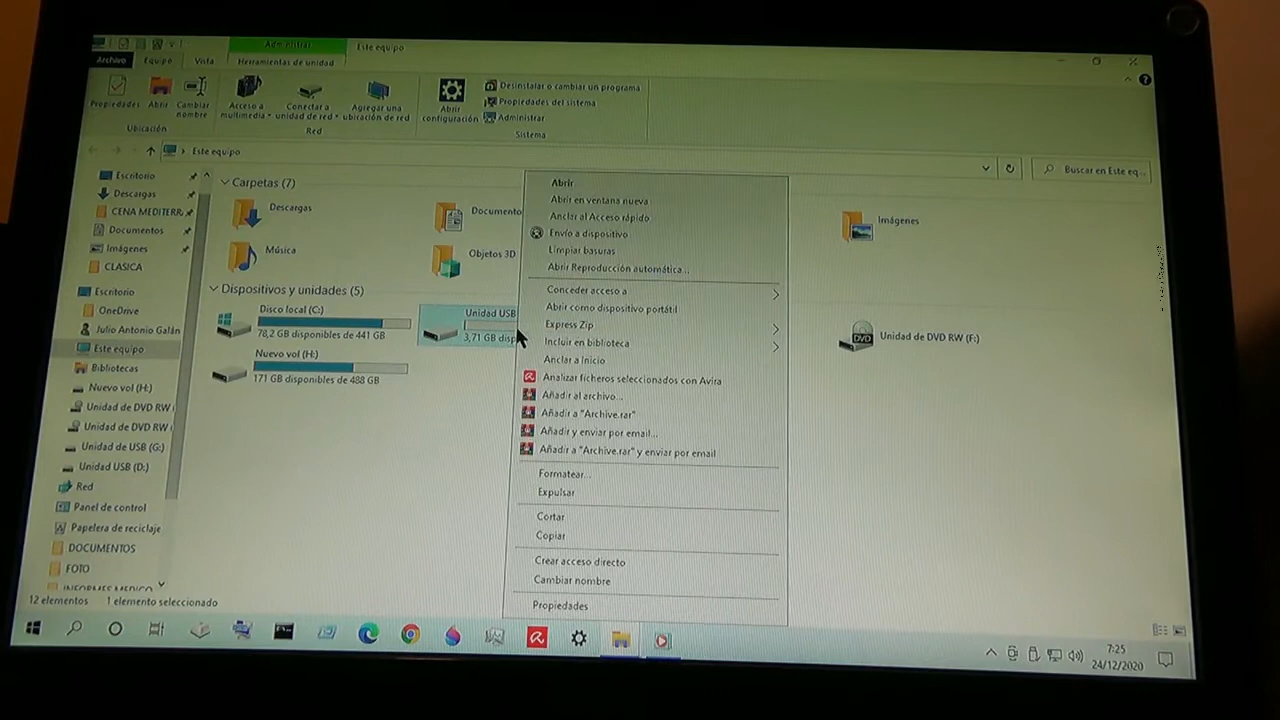 Administrar
Este equipo
Archivo
Equipo
Vista
Herramientas de unidad
Propiedades
Abrir
Cambiar nombre
Acceso a multimedia
Conectar a unidad de red
Agregar una ubicación de red
Abrir configuración
Desinstalar o cambiar un programa
Propiedades del sistema
Administrar
Ubicación
Red
Sistema
Este equipo
Buscar en Este eq...
Escritorio
Descargas
CENA MEDITERR
Documentos
Imágenes
CLASICA
Escritorio
OneDrive
Julio Antonio Galán
Este equipo
Bibliotecas
Nuevo vol (H:)
Unidad de DVD RW (
Unidad de DVD RW (
Unidad de USB (G:)
Unidad USB (D:)
Red
Panel de control
Papelera de reciclaje
DOCUMENTOS
FOTO
INFORMES MEDICO
Carpetas (7)
Descargas
Documento
Imágenes
Música
Objetos 3D
Dispositivos y unidades (5)
Disco local (C:)
78,2 GB disponibles de 441 GB
Unidad USB
3,71 GB disp
Unidad de DVD RW (F:)
Nuevo vol (H:)
171 GB disponibles de 488 GB
Abrir
Abrir en ventana nueva
Anclar al Acceso rápido
Envío a dispositivo
Limpiar basuras
Abrir Reproducción automática...
Conceder acceso a
Abrir como dispositivo portátil
Express Zip
Incluir en biblioteca
Anclar a Inicio
Analizar ficheros seleccionados con Avira
Añadir al archivo...
Añadir a "Archive.rar"
Añadir y enviar por email...
Añadir a "Archive.rar" y enviar por email
Formatear...
Expulsar
Cortar
Copiar
Crear acceso directo
Cambiar nombre
Propiedades
12 elementos
1 elemento seleccionado
7:25
24/12/2020